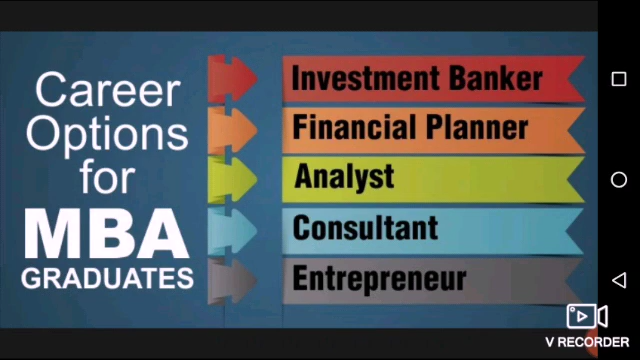 Career
Options
for
MBA
GRADUATES
Investment Banker
Financial Planner
Analyst
Consultant
Entrepreneur
V RECORDER